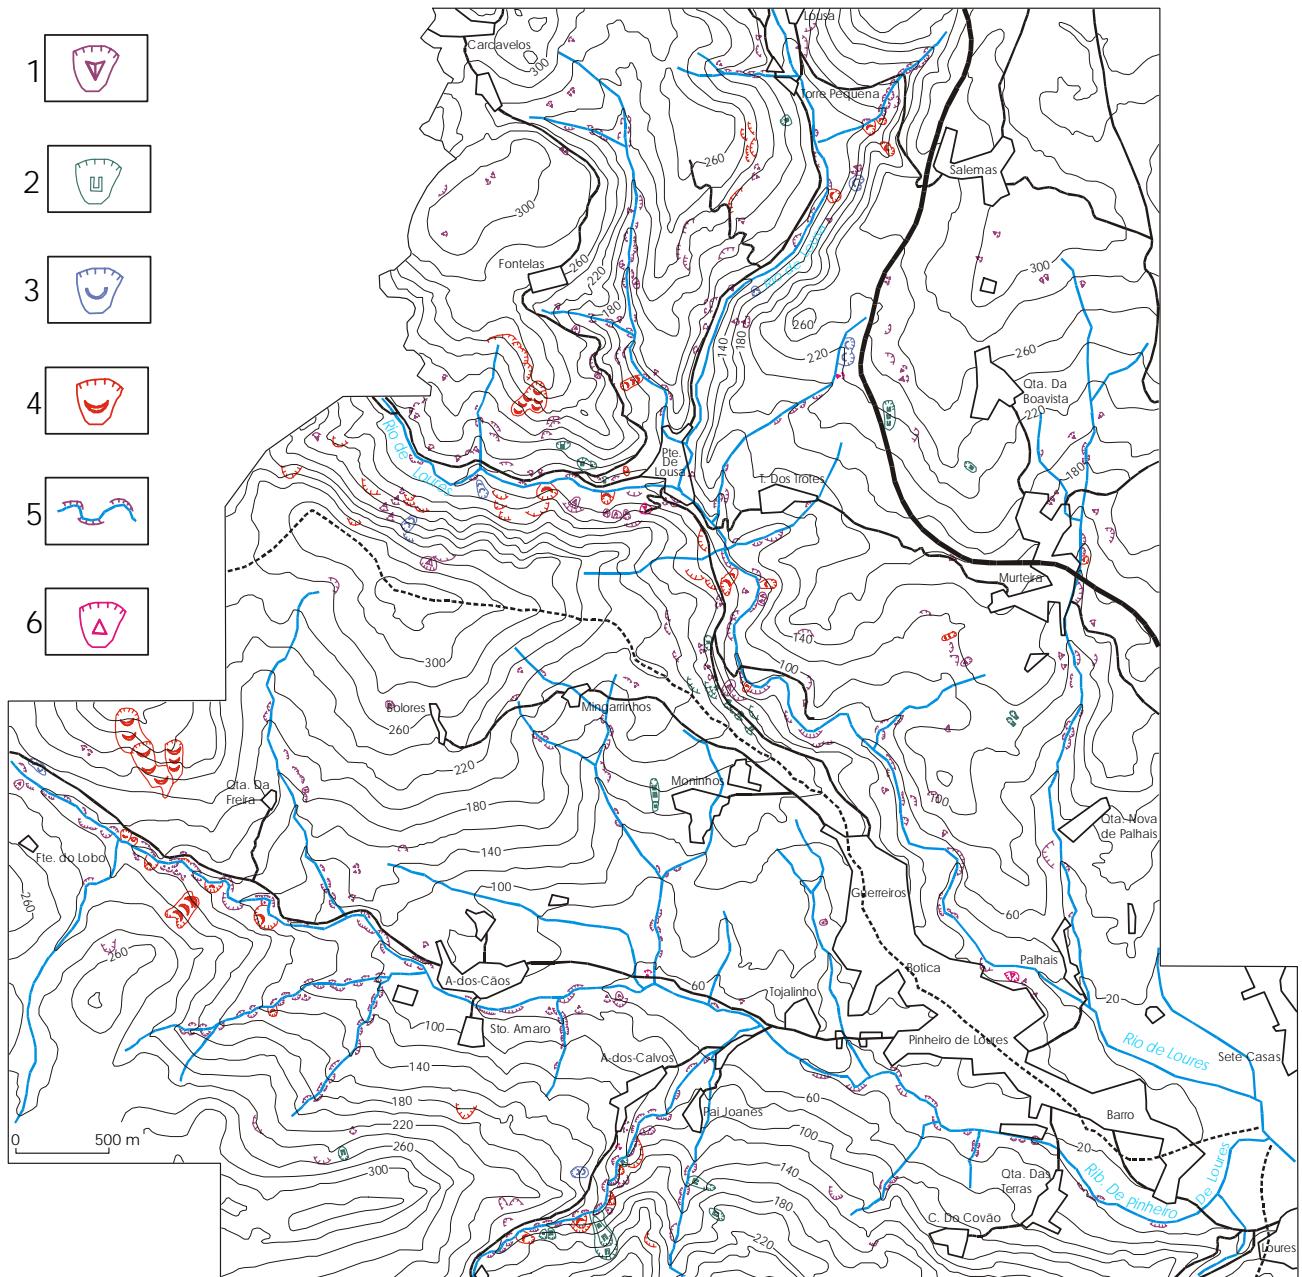 1
2
3
4
5
6
Carcavelos
Lousa
300
Torre Pequena
260
Salemas
300
Fontelas
260
220
180
Rio de Lousa
300
140
180
260
220
260
Qta. Da
Boavista
220
180
Rio de Loures
Pte.
De
Lousa
T. Dos Trotes
Murteira
140
100
300
Bolores
260
Mingarrinhos
220
Moninhos
180
100
Qta. Da
Freira
Qta. Nova
de Palhais
140
Fte. do Lobo
100
Guerreiros
260
60
260
A-dos-Cãos
60
Botica
Palhais
Tojalinho
20
100
Sto. Amaro
Pinheiro de Loures
Rio de Loures
Sete Casas
A-dos-Calvos
140
180
Pai Joanes
60
Barro
220
260
100
20
0
500 m
300
140
Qta. Das
Terras
Rib. De Pinheiro
De Loures
180
C. Do Covão
220
Loures